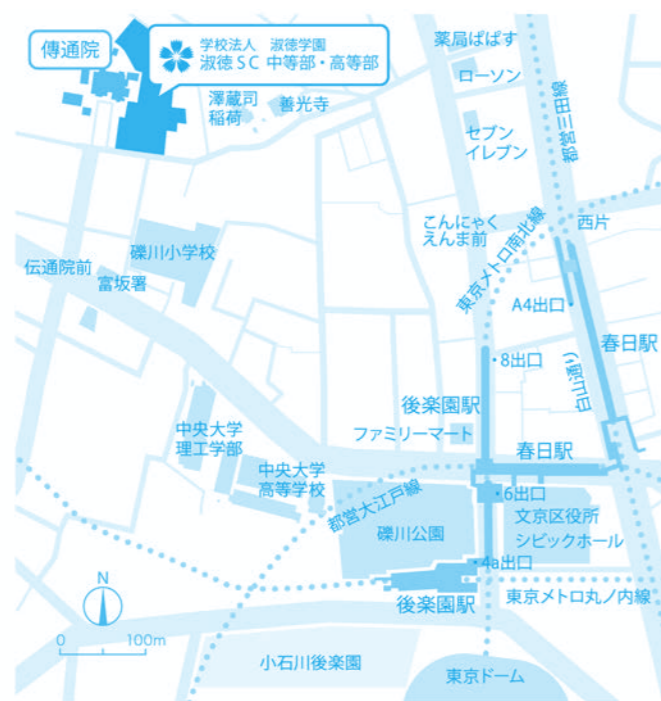 傳通院
学校法人 淑徳学園
淑徳SC 中等部・高等部
薬局ぱぱす
ローソン
澤蔵司
稲荷
善光寺
セブン
イレブン
都営三田線
こんにゃく
えんま前
西片
東京メトロ南北線
礫川小学校
伝通院前
富坂署
A4出口
春日駅
8出口
白山通り
後楽園駅
ファミリーマート
春日駅
中央大学
理工学部
中央大学
高等学校
都営大江戸線
6出口
文京区役所
シビックホール
礫川公園
4a出口
後楽園駅
東京メトロ丸ノ内線
N
0 100m
小石川後楽園
東京ドーム